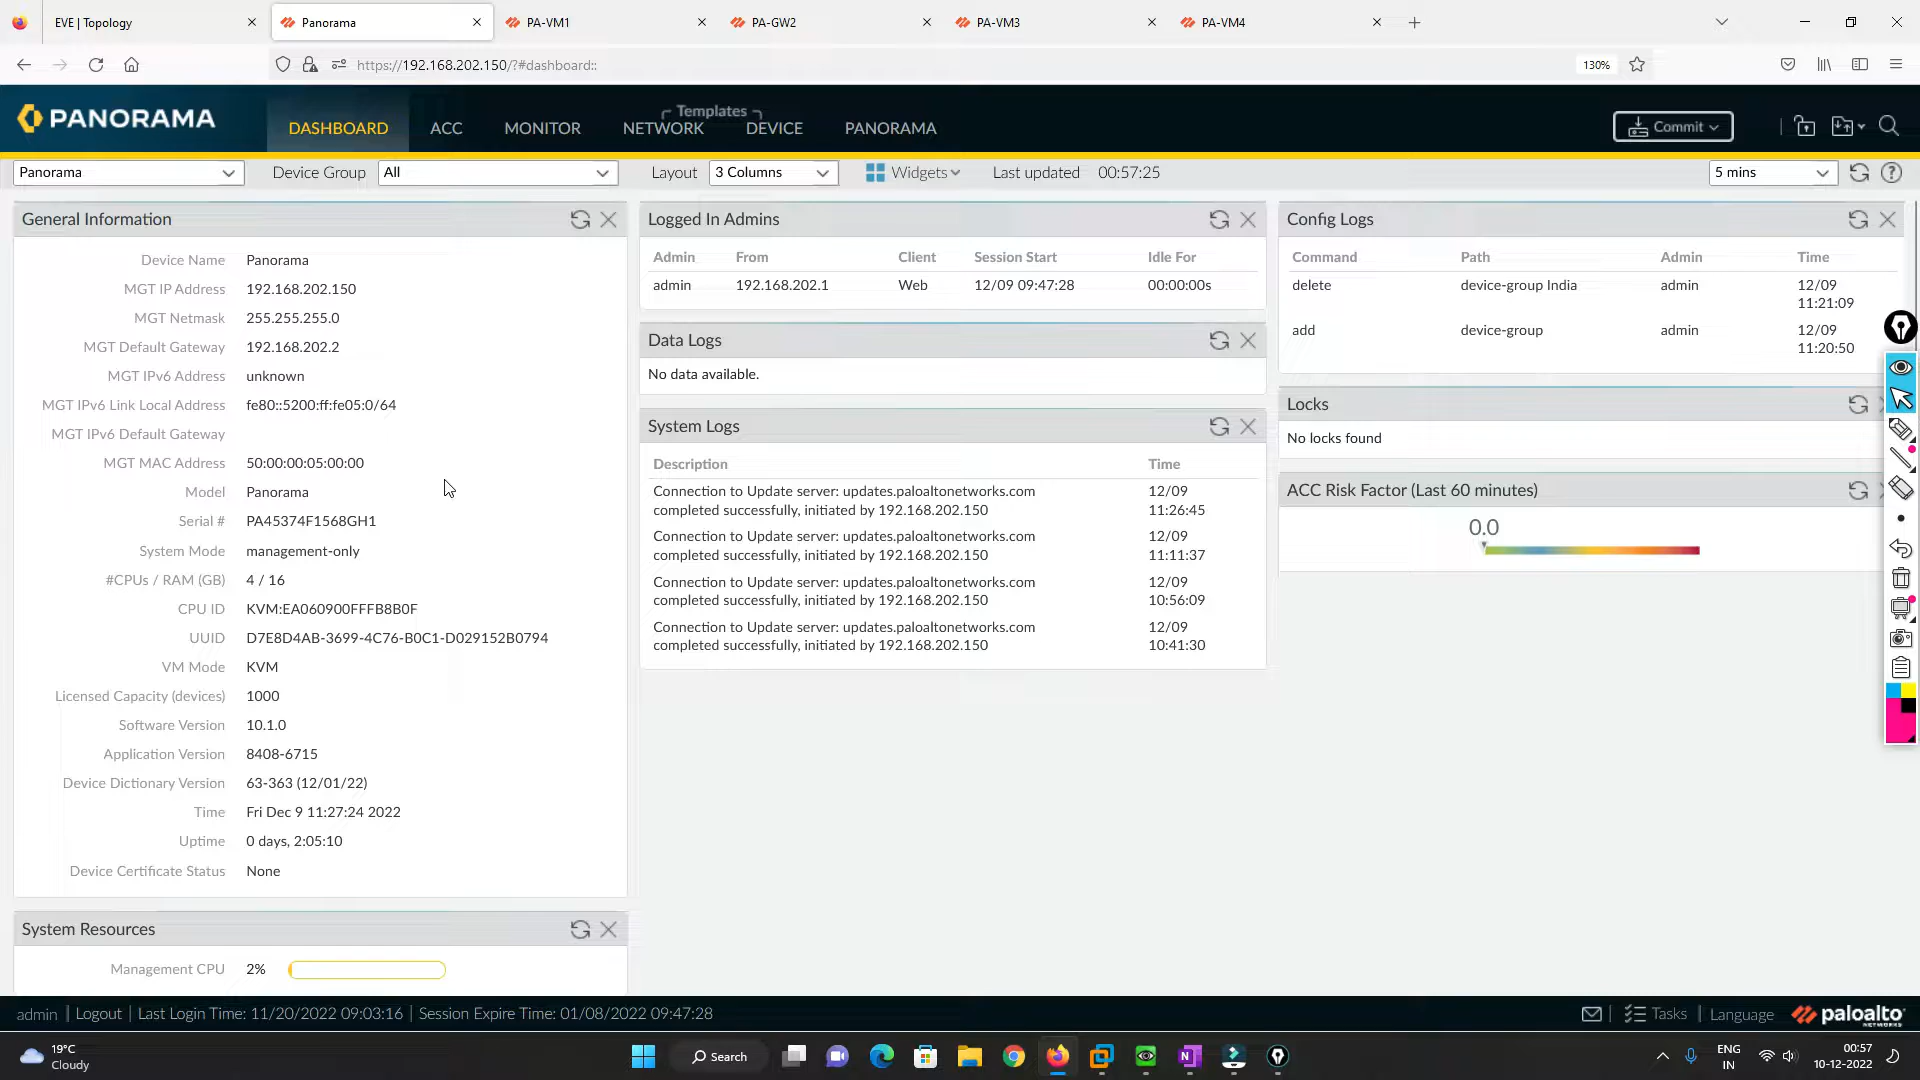 EVE | Topology
Panorama
PA-VM1
PA-GW2
PA-VM3
PA-VM4
https://192.168.202.150/?#dashboard::
130%
PANORAMA
DASHBOARD
ACC
MONITOR
Templates
NETWORK
DEVICE
PANORAMA
Commit
Panorama
Device Group
All
Layout
3 Columns
Widgets
Last updated
00:57:25
5 mins
General Information
Device Name Panorama
MGT IP Address 192.168.202.150
MGT Netmask 255.255.255.0
MGT Default Gateway 192.168.202.2
MGT IPv6 Address unknown
MGT IPv6 Link Local Address fe80::5200:ff:fe05:0/64
MGT IPv6 Default Gateway
MGT MAC Address 50:00:00:05:00:00
Model Panorama
Serial # PA45374F1568GH1
System Mode management-only
#CPUs / RAM (GB) 4 / 16
CPU ID KVM:EA060900FFFB8B0F
UUID D7E8D4AB-3699-4C76-B0C1-D029152B0794
VM Mode KVM
Licensed Capacity (devices) 1000
Software Version 10.1.0
Application Version 8408-6715
Device Dictionary Version 63-363 (12/01/22)
Time Fri Dec 9 11:27:24 2022
Uptime 0 days, 2:05:10
Device Certificate Status None
System Resources
Management CPU 2%
Logged In Admins
Admin From Client Session Start Idle For
admin 192.168.202.1 Web 12/09 09:47:28 00:00:00s
Data Logs
No data available.
System Logs
Description Time
Connection to Update server: updates.paloaltonetworks.com 12/09
completed successfully, initiated by 192.168.202.150 11:26:45
Connection to Update server: updates.paloaltonetworks.com 12/09
completed successfully, initiated by 192.168.202.150 11:11:37
Connection to Update server: updates.paloaltonetworks.com 12/09
completed successfully, initiated by 192.168.202.150 10:56:09
Connection to Update server: updates.paloaltonetworks.com 12/09
completed successfully, initiated by 192.168.202.150 10:41:30
Config Logs
Command Path Admin Time
delete device-group India admin 12/09
11:21:09
add device-group admin 12/09
11:20:50
Locks
No locks found
ACC Risk Factor (Last 60 minutes)
0.0
admin | Logout | Last Login Time: 11/20/2022 09:03:16 | Session Expire Time: 01/08/2022 09:47:28
Tasks | Language
paloalto
NETWORKS
19°C
Cloudy
Search
ENG
IN
00:57
10-12-2022